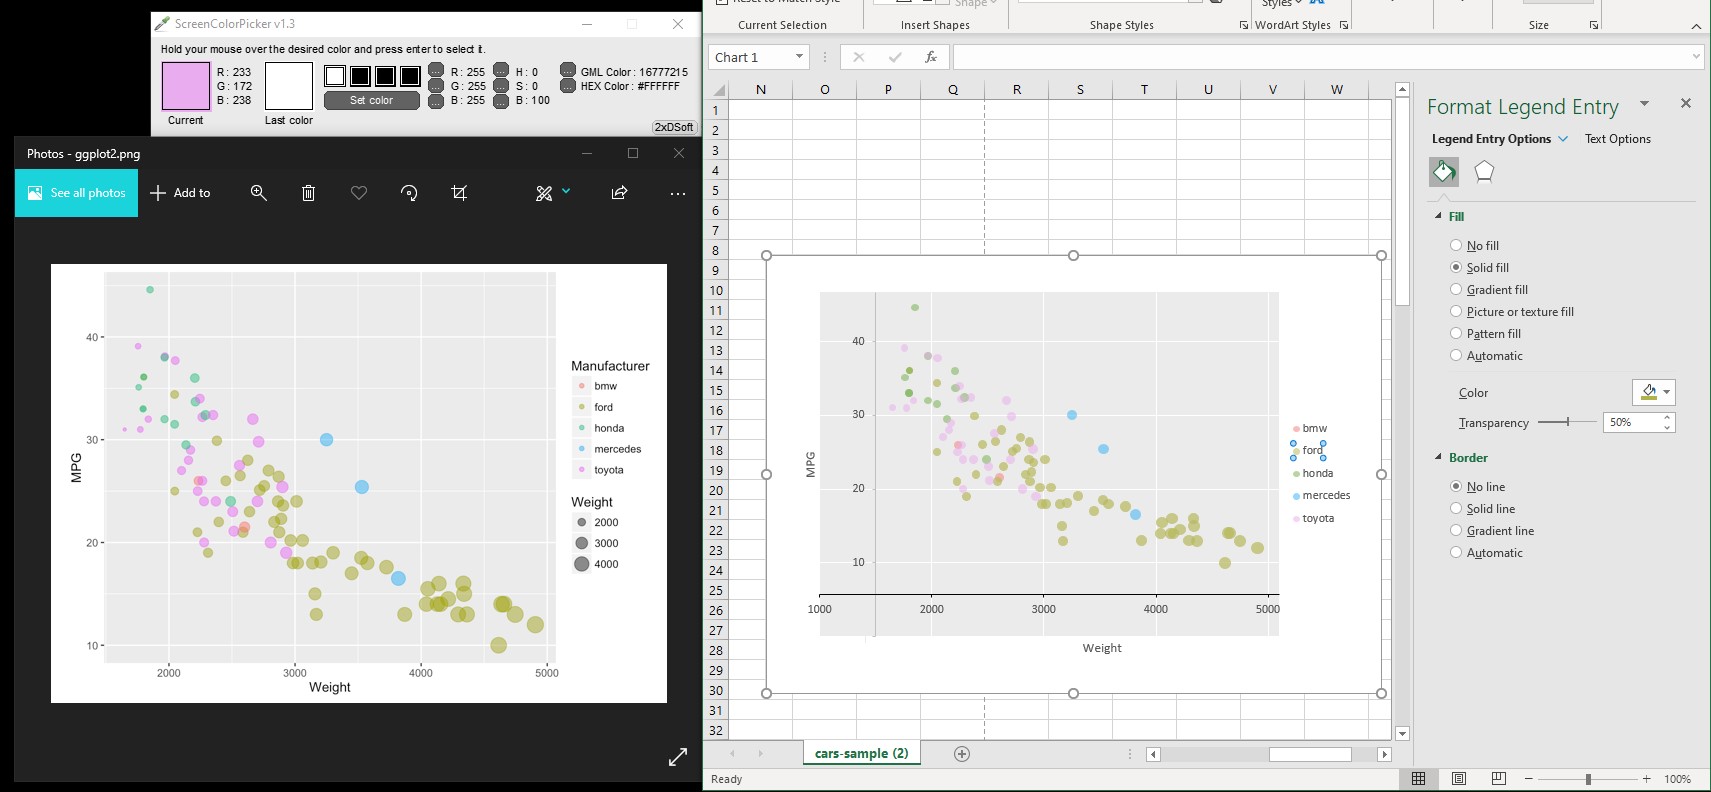 ScreenColorPicker v1.3
Hold your mouse over the desired color and press enter to select it.
R : 233
G : 172
B : 238
Current
Last color
Set color
R : 255
G : 255
B : 255
H : 0
S : 0
B : 100
GML Color : 16777215
HEX Color : #FFFFFF
2xDSoft
Photos - ggplot2.png
See all photos
Add to
40
30
20
10
MPG
2000 3000 4000 5000
Weight
Manufacturer
bmw
ford
honda
mercedes
toyota
Weight
2000
3000
4000
Shape
Styles
Current Selection
Insert Shapes
Shape Styles
WordArt Styles
Size
Chart 1
fx
N O P Q R S T U V W
1
2
3
4
5
6
7
8
9
10
11
12
13
14
15
16
17
18
19
20
21
22
23
24
25
26
27
28
29
30
31
32
40
30
20
10
MPG
1000 2000 3000 4000 5000
Weight
bmw
ford
honda
mercedes
toyota
cars-sample (2)
Ready
100%
Format Legend Entry
Legend Entry Options
Text Options
Fill
No fill
Solid fill
Gradient fill
Picture or texture fill
Pattern fill
Automatic
Color
Transparency
50%
Border
No line
Solid line
Gradient line
Automatic